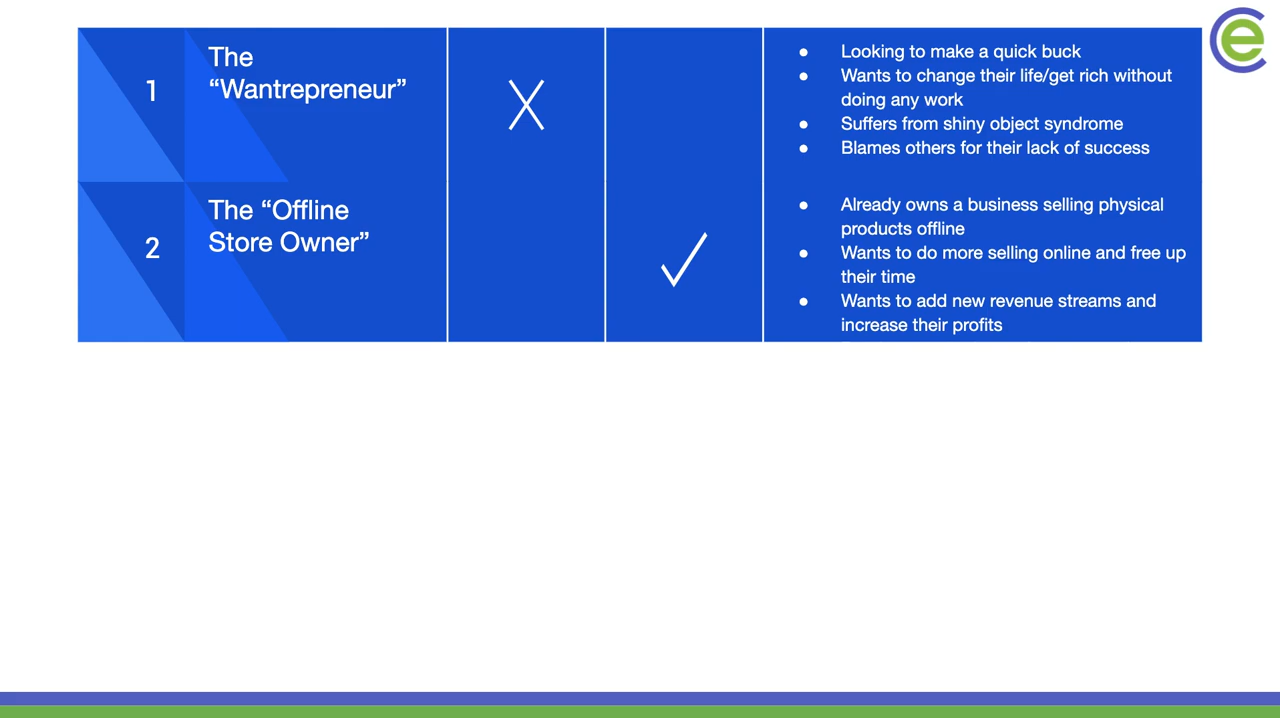 1
The
“Wantrepreneur”
● Looking to make a quick buck
● Wants to change their life/get rich without
doing any work
● Suffers from shiny object syndrome
● Blames others for their lack of success
2
The “Offline
Store Owner”
● Already owns a business selling physical
products offline
● Wants to do more selling online and free up
their time
● Wants to add new revenue streams and
increase their profits